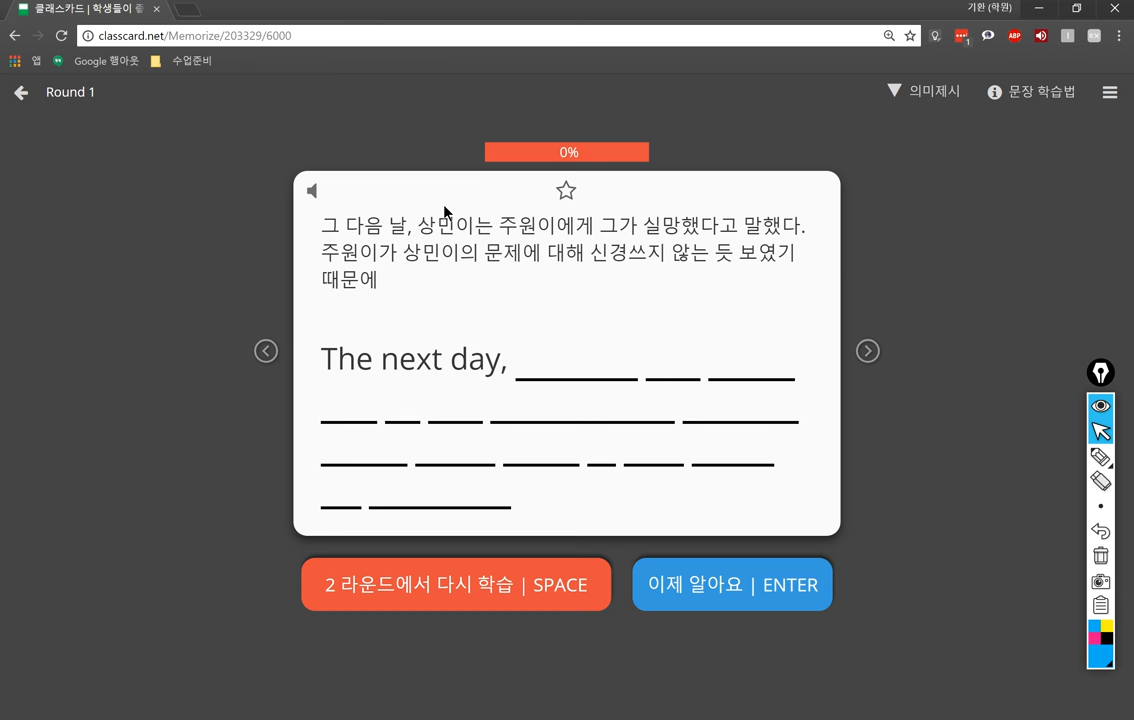 클래스카드 | 학생들이 즐
기환 (학원)
classcard.net/Memorize/203329/6000
1
ABP
앱
Google 행아웃
수업준비
Round 1
의미제시
문장 학습법
0%
그 다음 날, 상민이는 주원이에게 그가 실망했다고 말했다.
주원이가 상민이의 문제에 대해 신경쓰지 않는 듯 보였기
때문에
The next day,
2 라운드에서 다시 학습 | SPACE
이제 알아요 | ENTER